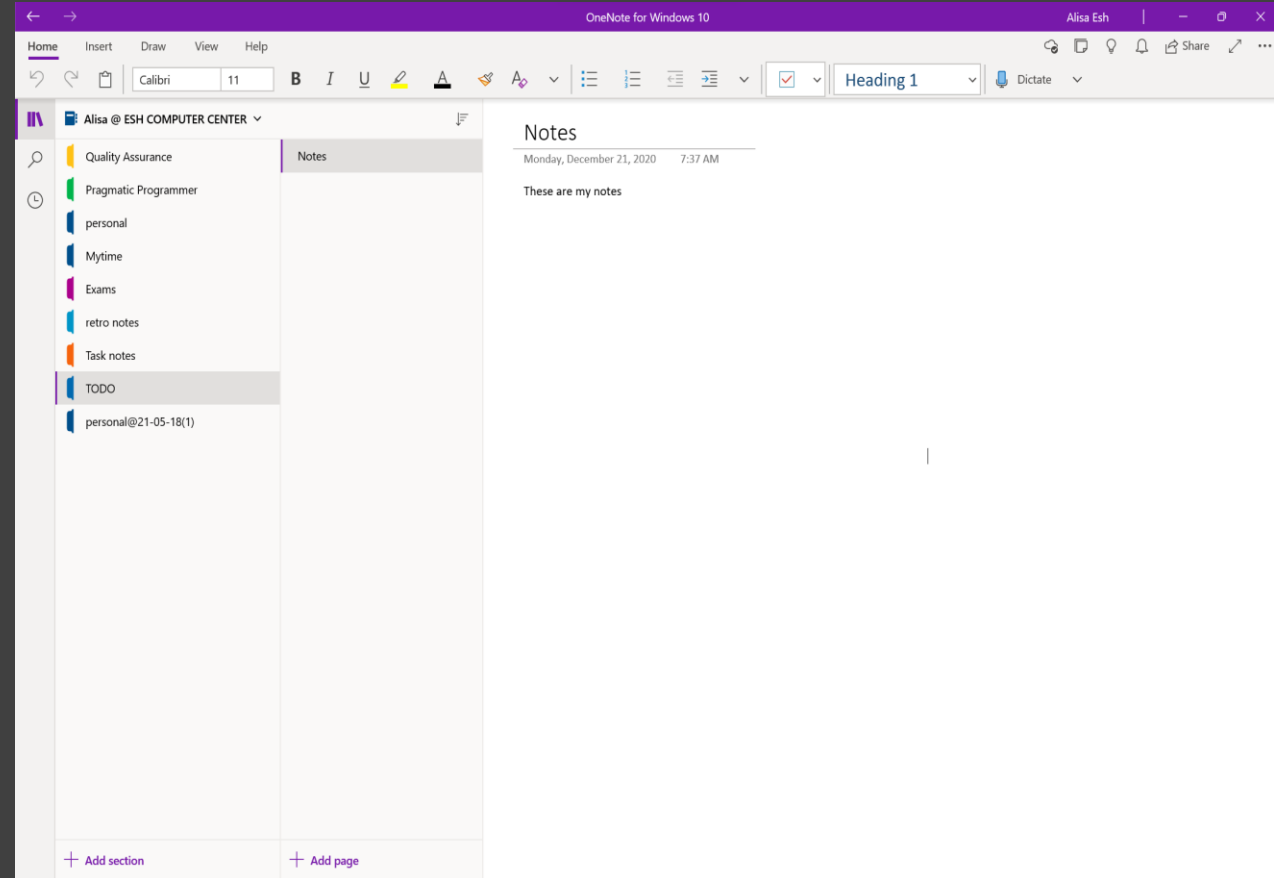 OneNote for Windows 10
Alisa Esh
Home Insert Draw View Help
Share
Calibri 11 B I U A A Heading 1 Dictate
Alisa @ ESH COMPUTER CENTER
Quality Assurance
Pragmatic Programmer
personal
Mytime
Exams
retro notes
Task notes
TODO
personal@21-05-18(1)
Add section
Notes
Add page
Notes
Monday, December 21, 2020 7:37 AM
These are my notes